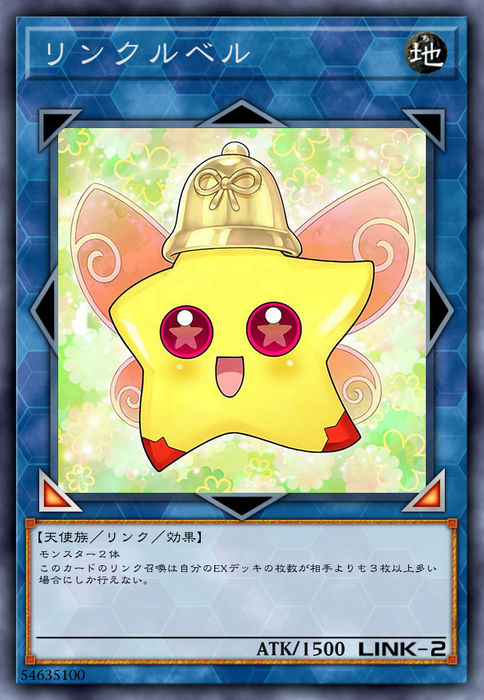 リンクルベル
ち
地
【天使族／リンク／効果】
モンスター２体
このカードのリンク召喚は自分のEXデッキの枚数が相手よりも３枚以上多い
場合にしか行えない。
ATK/1500 LINK-2
54635100